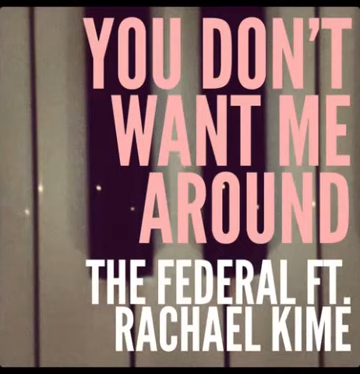 YOU DON'T
WANT ME
AROUND
THE FEDERAL FT.
RACHAEL KIME